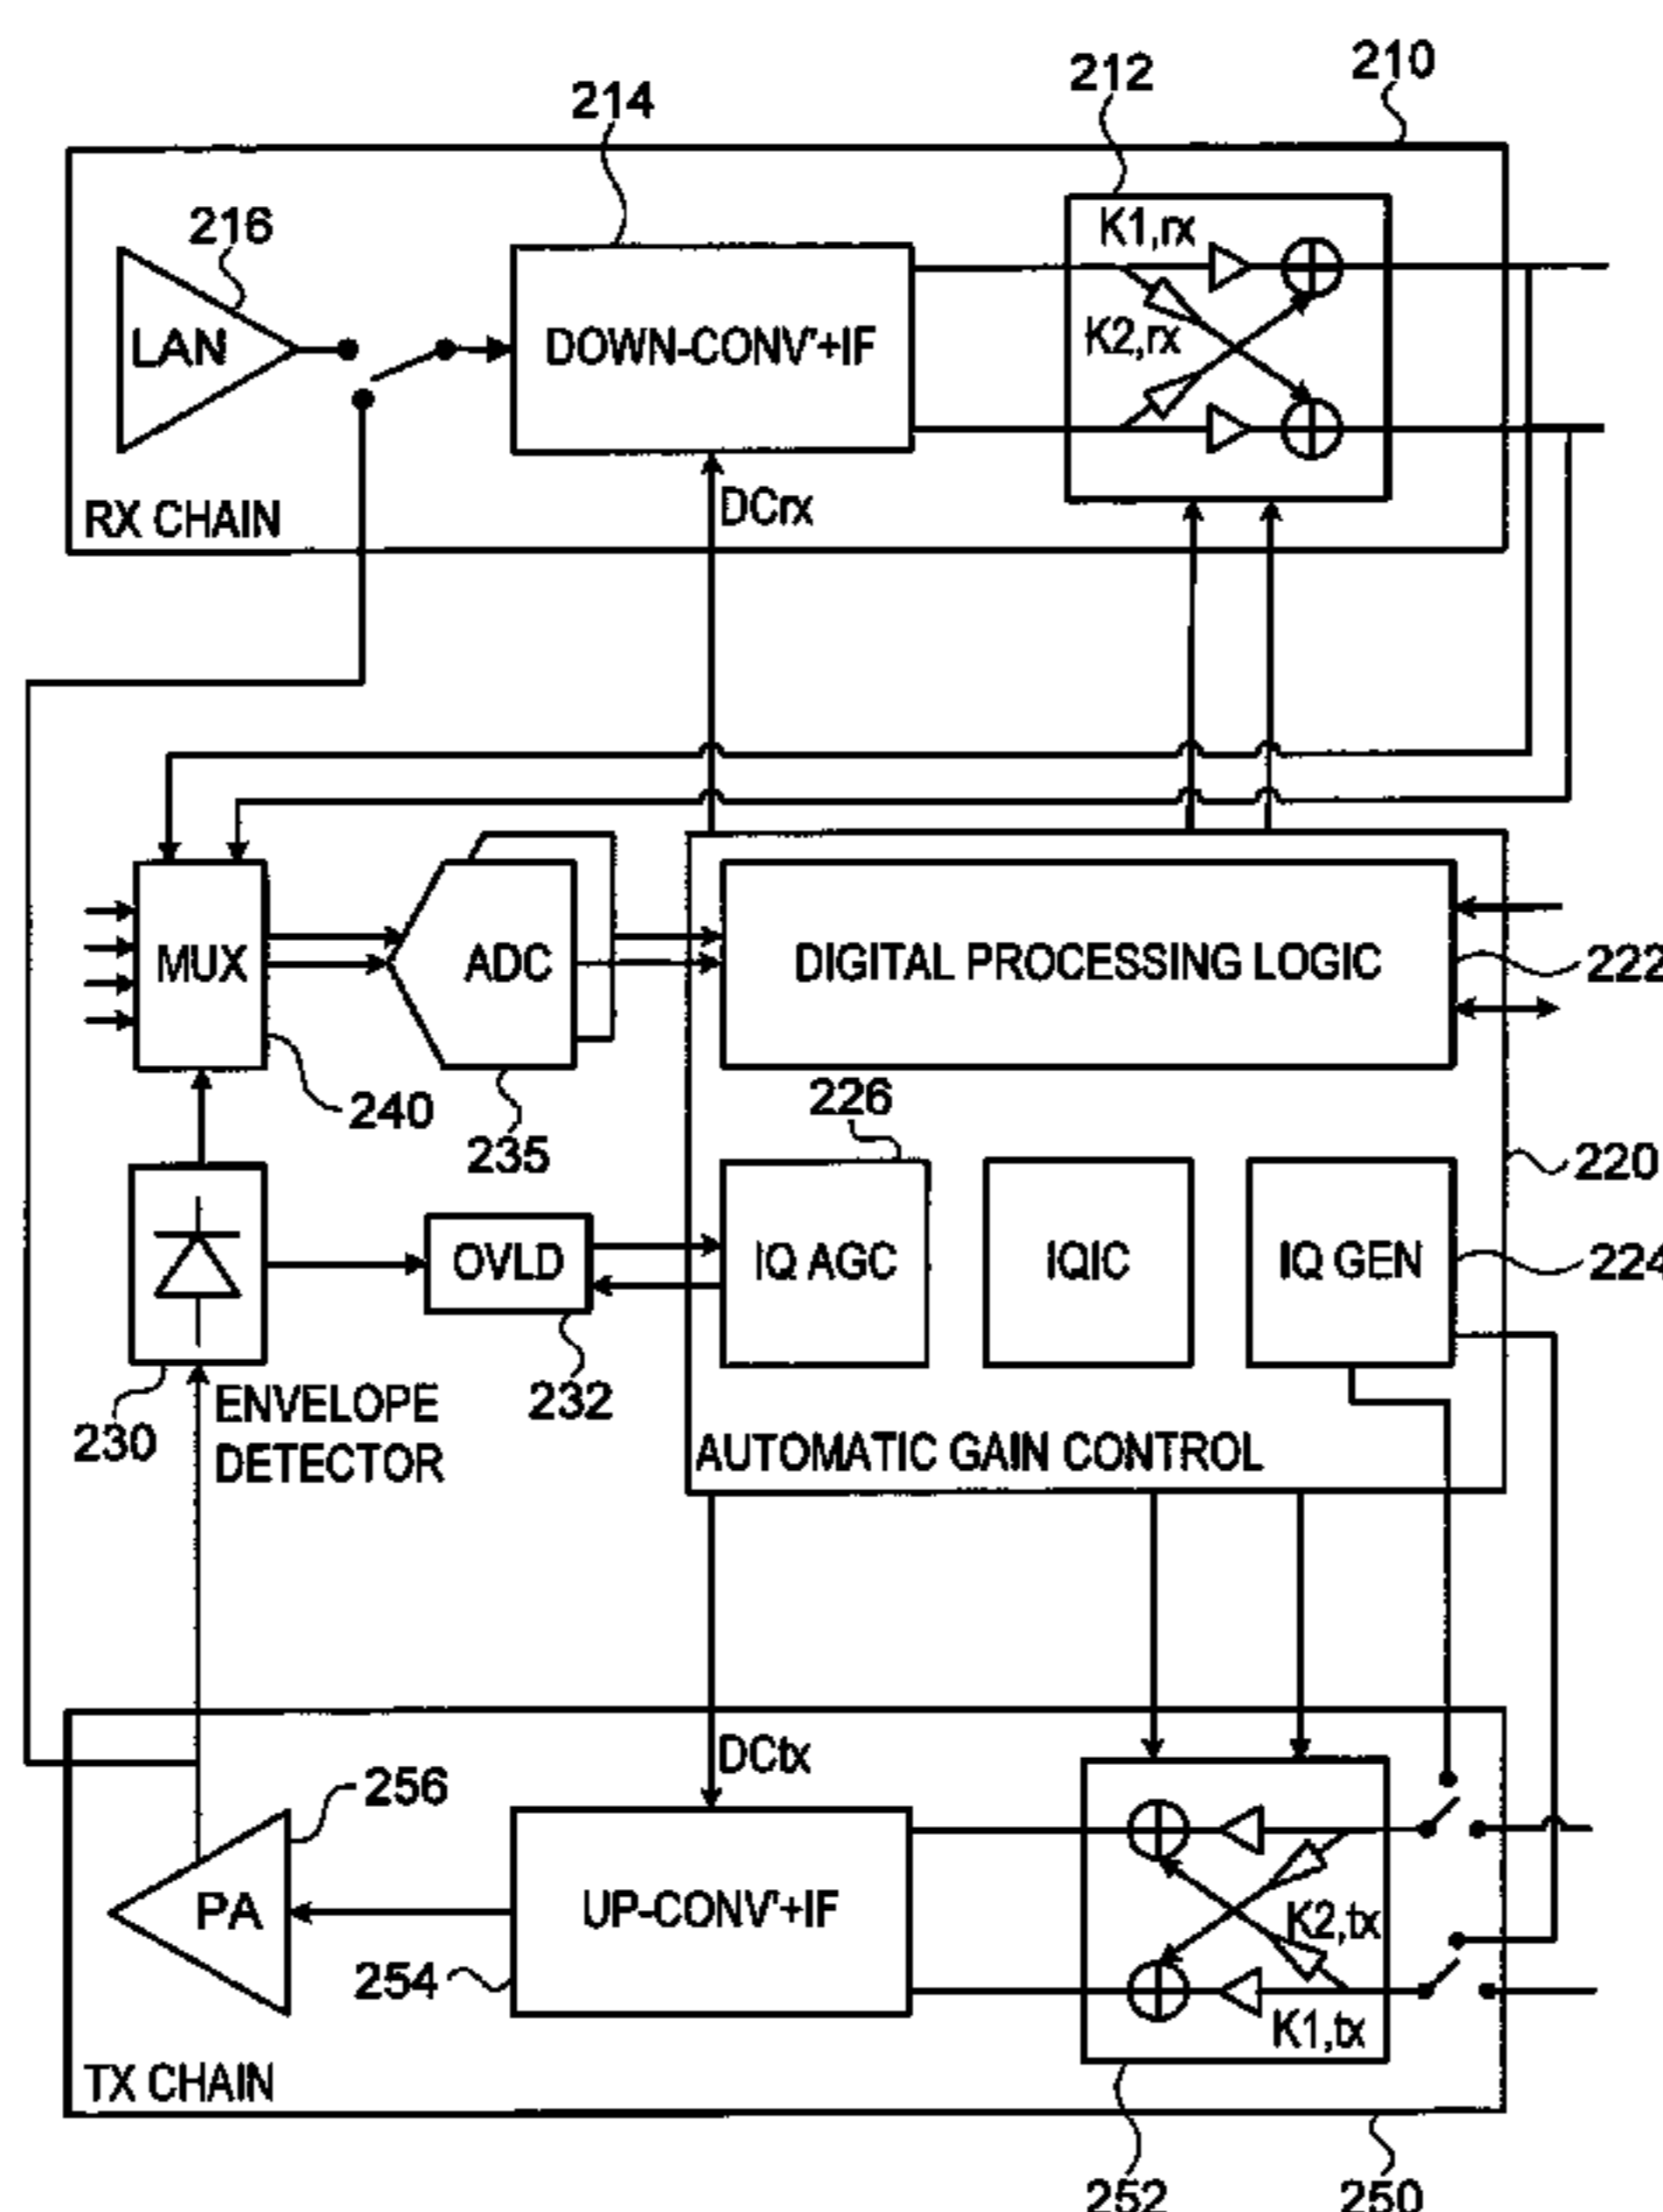 210
212
214
216
K1,rx
LAN
DOWN-CONV'+IF
K2,rx
RX CHAIN
DCrx
MUX
ADC
DIGITAL PROCESSING LOGIC
222
226
240
235
220
OVLD
IQ AGC
IQIC
IQ GEN
224
232
ENVELOPE
DETECTOR
230
AUTOMATIC GAIN CONTROL
DCtx
256
PA
UP-CONV'+IF
K2,tx
254
K1,tx
TX CHAIN
252
250